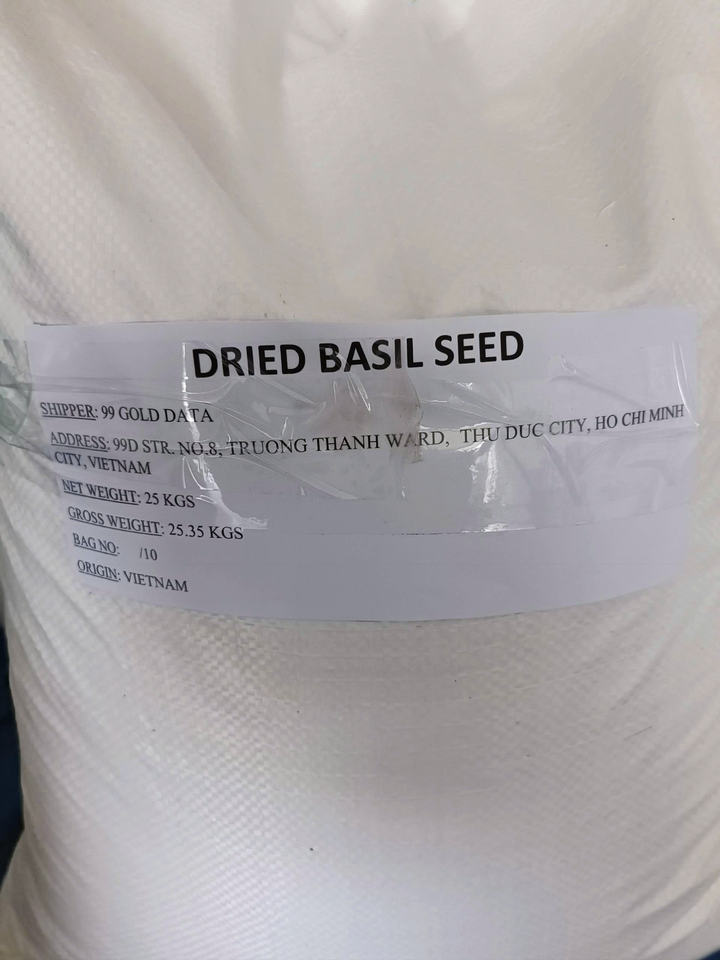 DRIED BASIL SEED
SHIPPER: 99 GOLD DATA
ADDRESS: 99D STR. NO.8, TRUONG THANH WARD, THU DUC CITY, HO CHI MINH
CITY, VIETNAM
NET WEIGHT: 25 KGS
GROSS WEIGHT: 25.35 KGS
BAG NO: /10
ORIGIN: VIETNAM